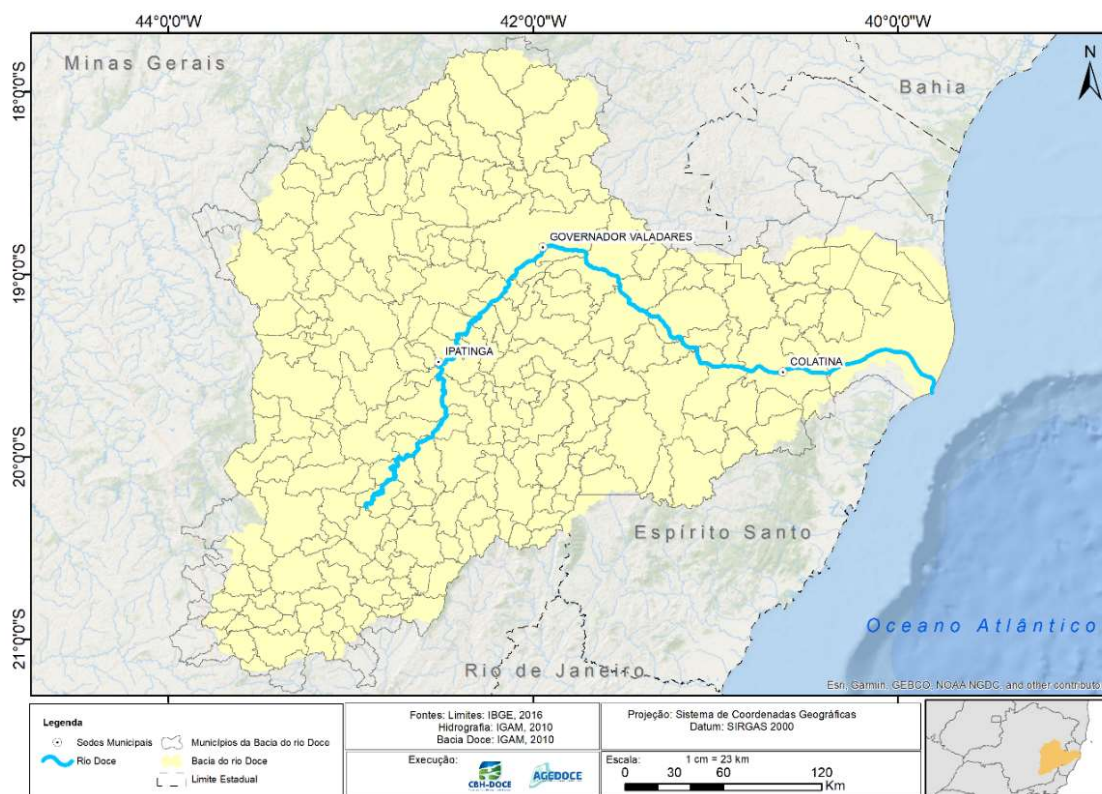 44°0'0"W 42°0'0"W 40°0'0"W
18°0'0"S
19°0'0"S
20°0'0"S
21°0'0"S
Minas Gerais
Bahia
N
GOVERNADOR VALADARES
IPATINGA
COLATINA
Espírito Santo
Oceano Atlântico
Rio de Janeiro
Esri, Garmin, GEBCO, NOAA NGDC, and other contributo
Legenda
Sedes Municipais
Rio Doce
Municípios da Bacia do rio Doce
Bacia do rio Doce
Limite Estadual
Fontes: Limites: IBGE, 2016
Hidrografia: IGAM, 2010
Bacia Doce: IGAM, 2010
Execução:
CBH-DOCE
AGEDOCE
Projeção: Sistema de Coordenadas Geográficas
Datum: SIRGAS 2000
Escala: 1 cm = 23 km
0 30 60 120
Km